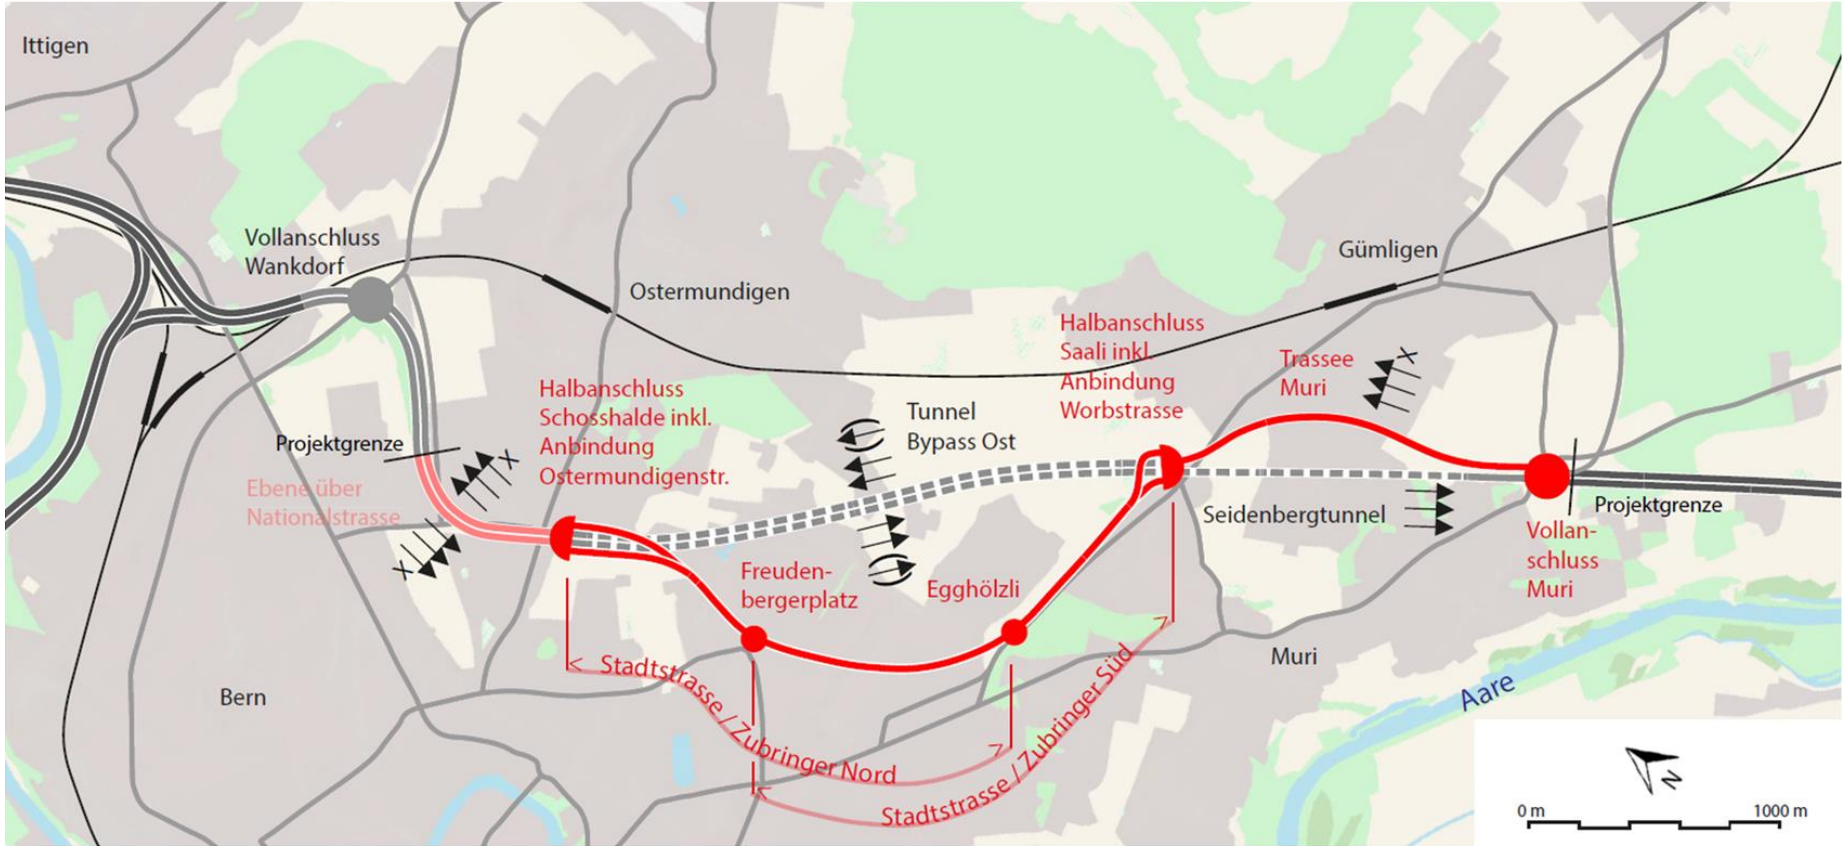 Ittigen
Vollanschluss
Wankdorf
Ostermundigen
Gümligen
Halbanschluss
Saali inkl.
Anbindung
Worbstrasse
Trassee
Muri
X
Halbanschluss
Schosshalde inkl.
Anbindung
Ostermundigenstr.
Tunnel
Bypass Ost
Projektgrenze
X
Ebene über
Nationalstrasse
X
Seidenbergtunnel
Projektgrenze
Vollan-
schluss
Muri
Freuden-
bergerplatz
Egghölzli
Muri
Bern
Stadtstrasse / Zubringer Nord
Stadtstrasse / Zubringer Süd
Aare
N
0 m
1000 m